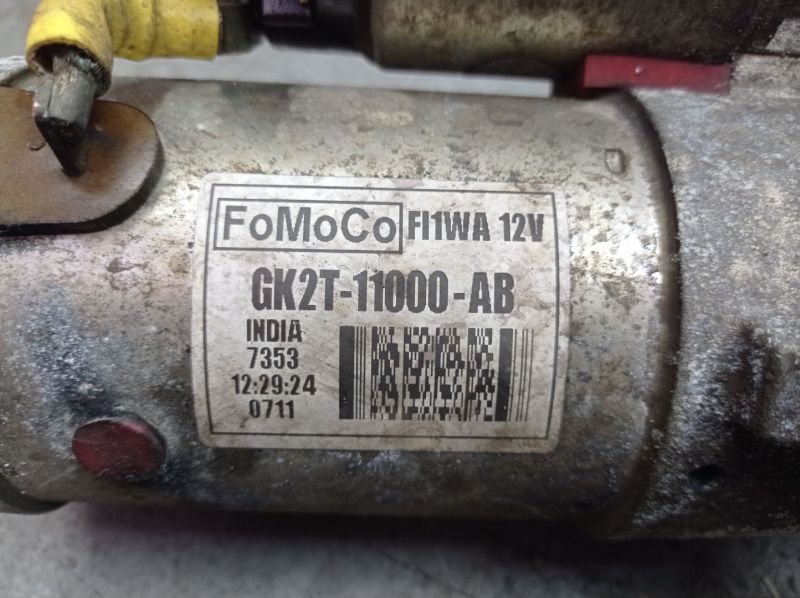 FoMoCo FI1WA 12V
GK2T-11000-AB
INDIA
7353
12:29:24
0711